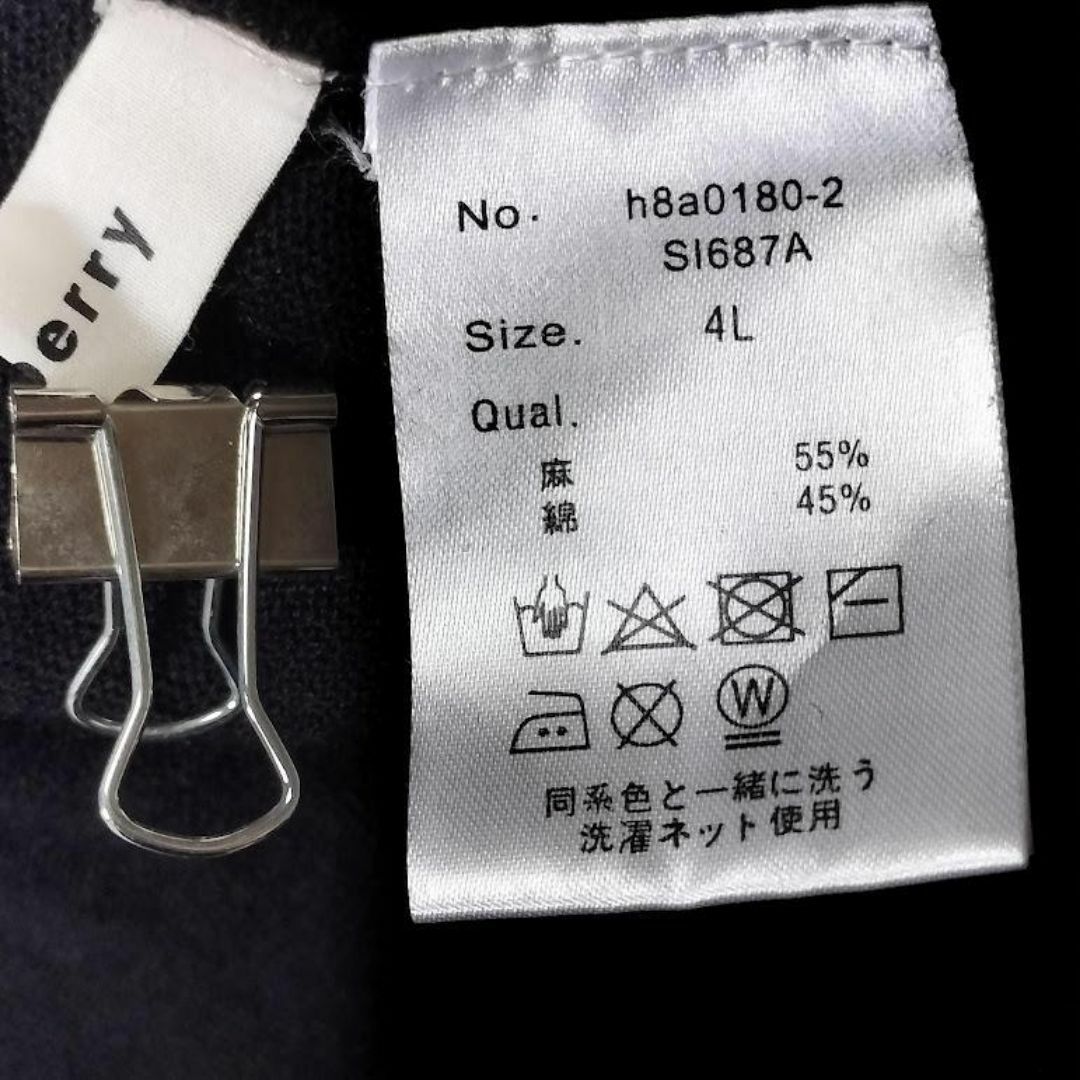 erry
No. h8a0180-2
SI687A
Size. 4L
Qual.
麻 55%
綿 45%
W
同系色と一緒に洗う
洗濯ネット使用